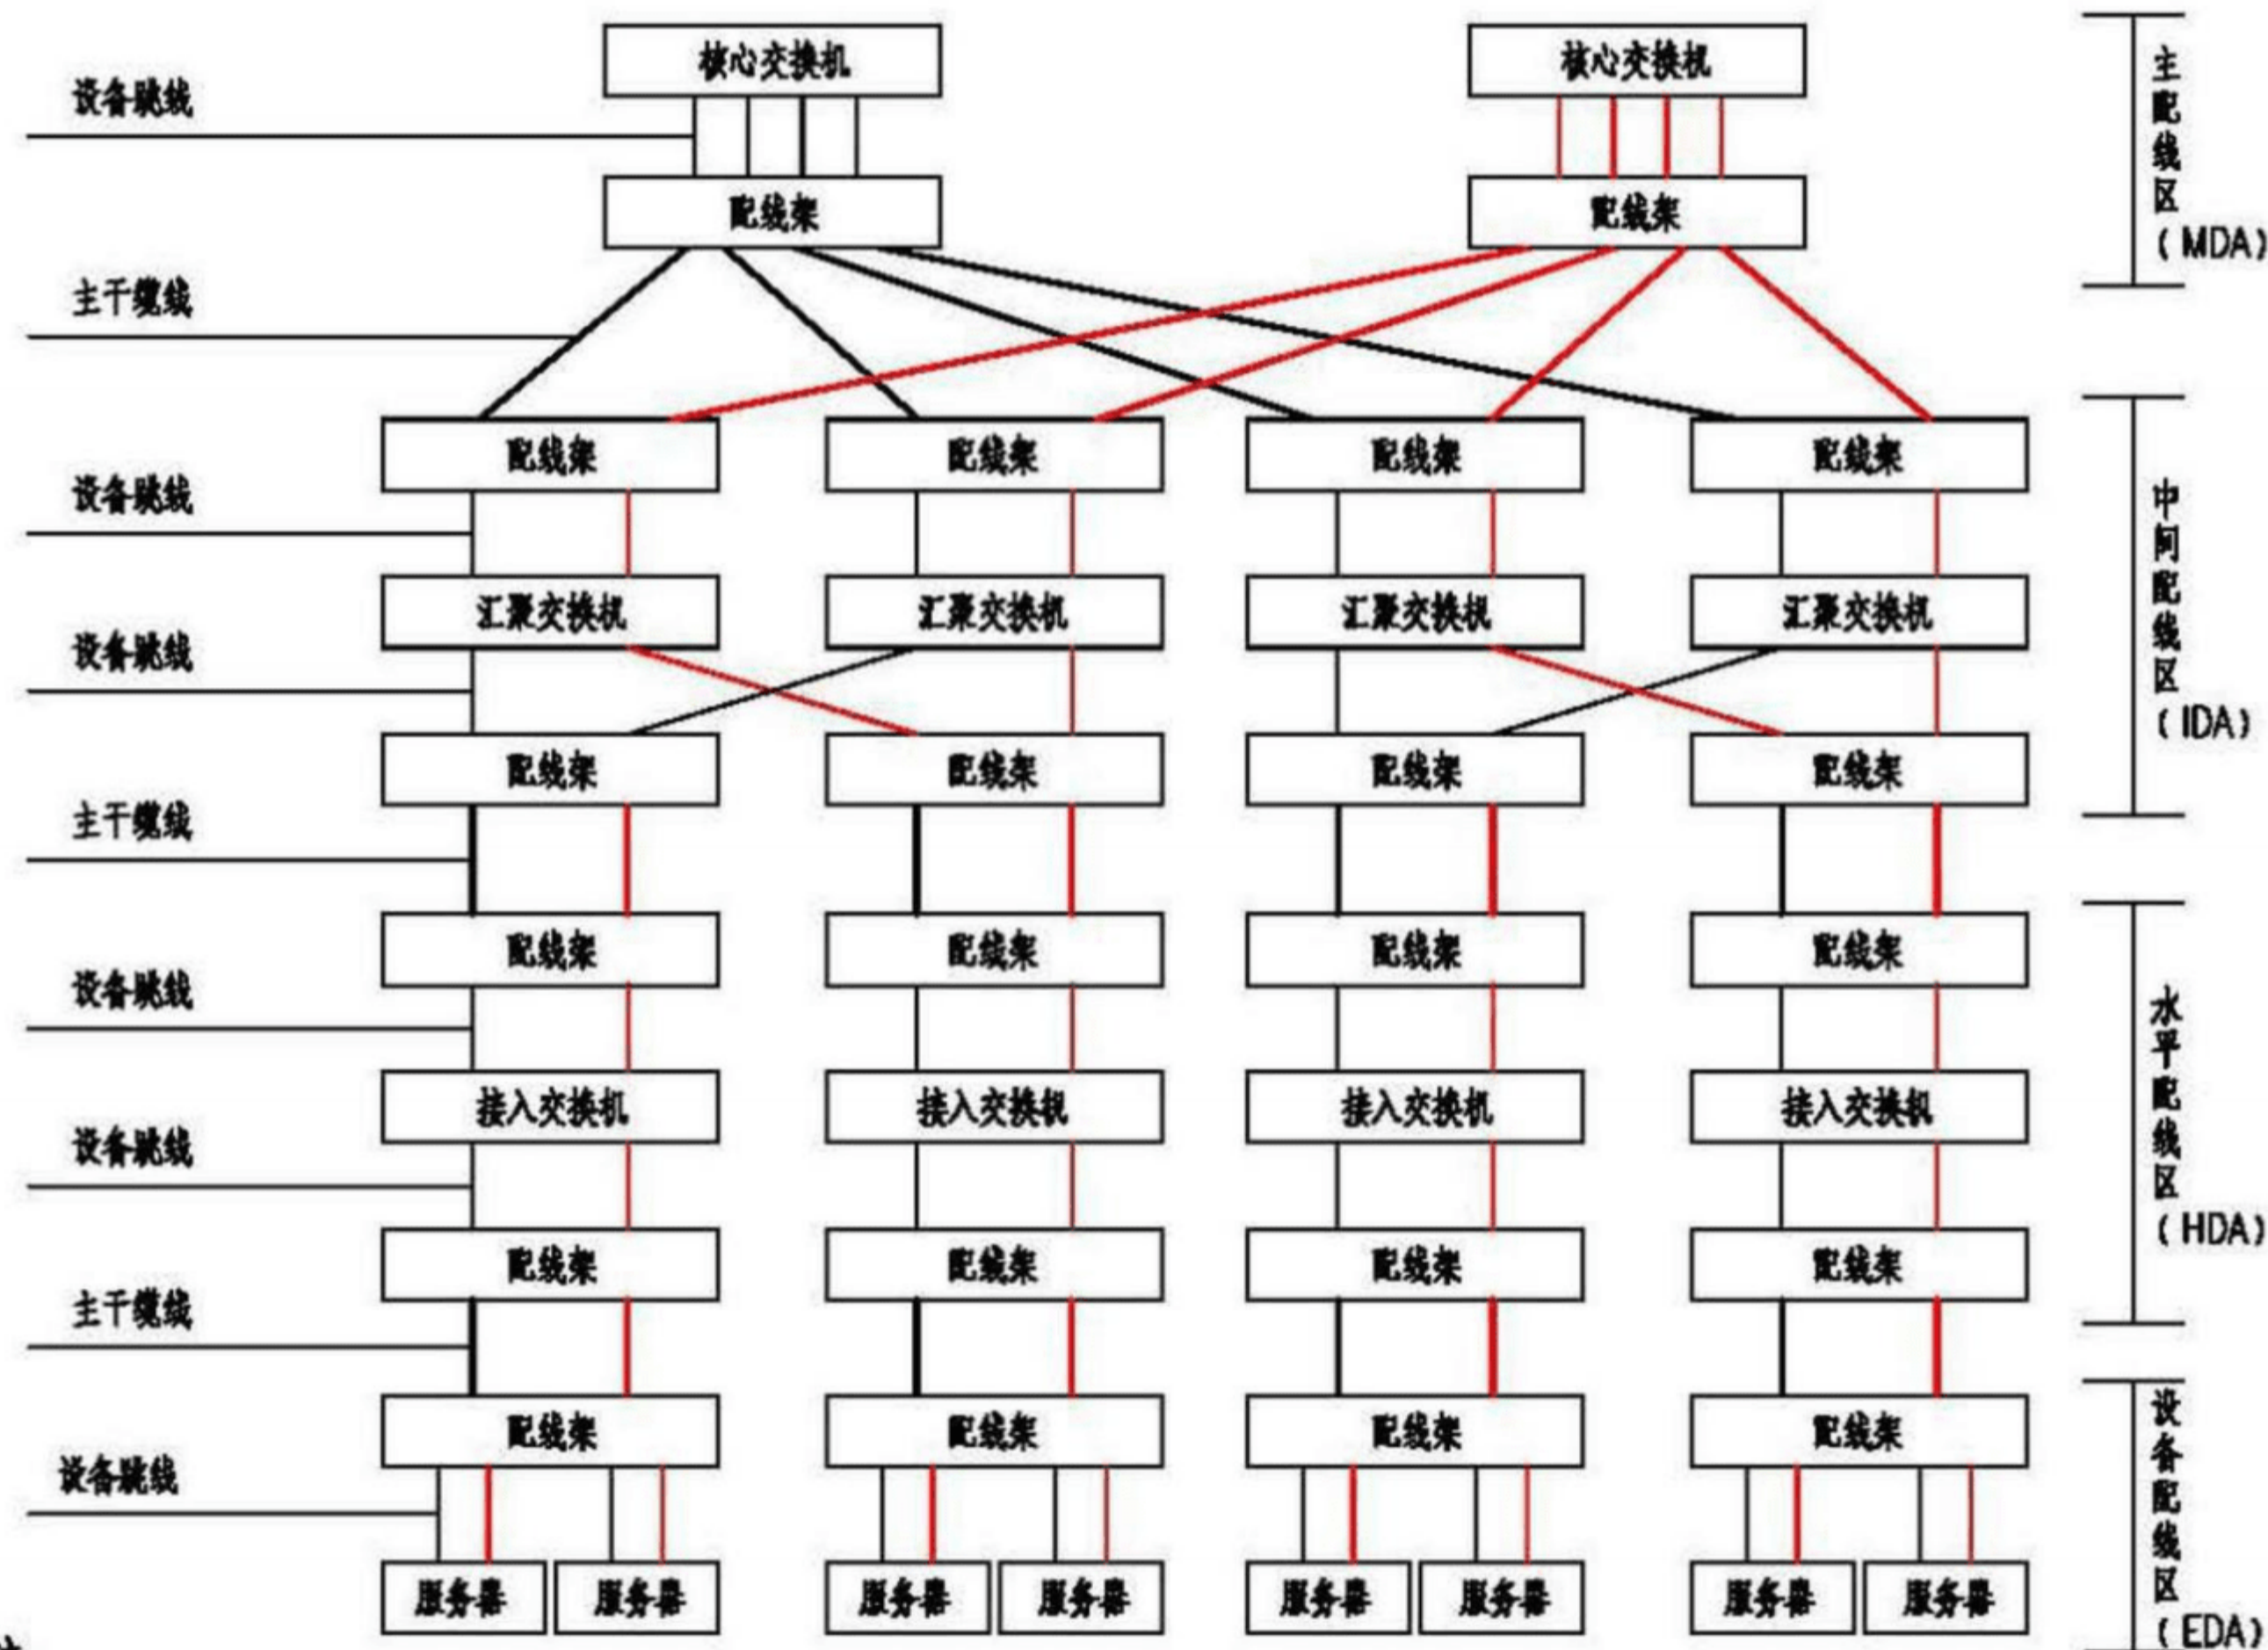 核心交换机 核心交换机
设备跳线
配线架 配线架
主配线区(MDA)
主干缆线
配线架 配线架 配线架 配线架
设备跳线
汇聚交换机 汇聚交换机 汇聚交换机 汇聚交换机
设备跳线
配线架 配线架 配线架 配线架
中间配线区(IDA)
主干缆线
配线架 配线架 配线架 配线架
设备跳线
接入交换机 接入交换机 接入交换机 接入交换机
设备跳线
配线架 配线架 配线架 配线架
水平配线区(HDA)
主干缆线
配线架 配线架 配线架 配线架
设备跳线
服务器 服务器 服务器 服务器 服务器 服务器 服务器 服务器
设备配线区(EDA)